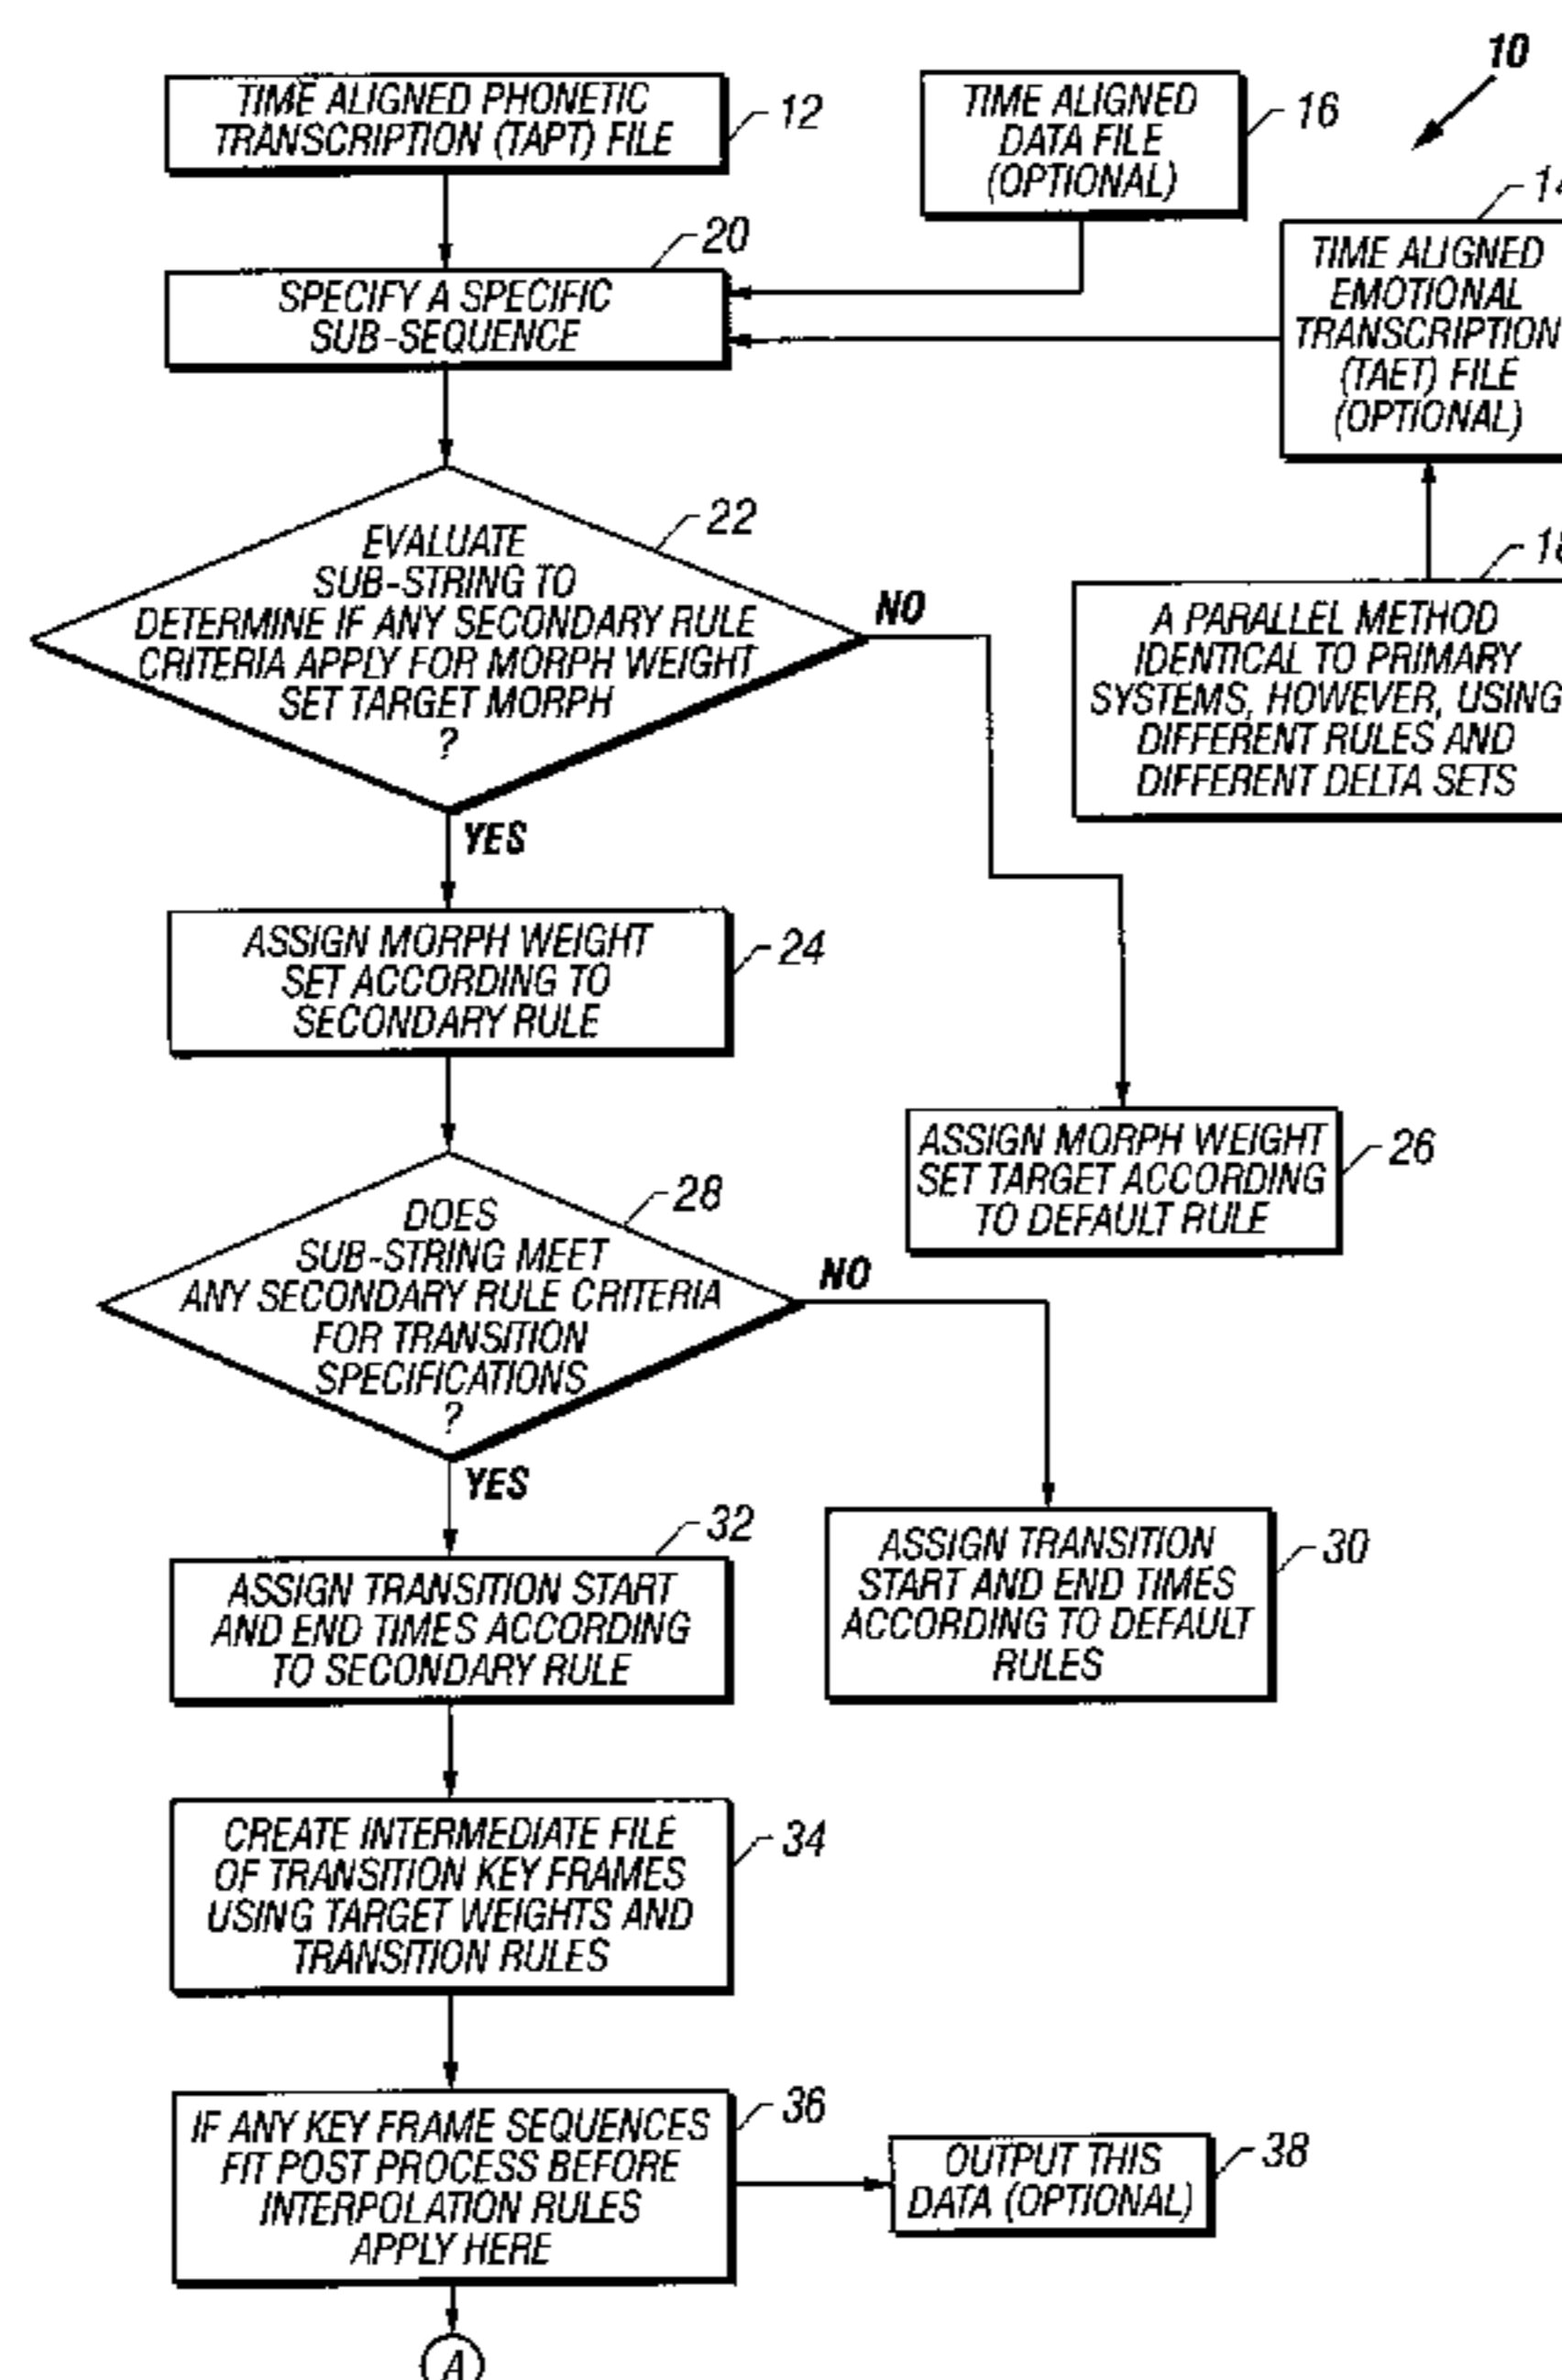 10
TIME ALIGNED PHONETIC
TRANSCRIPTION (TAPT) FILE
12
TIME ALIGNED
DATA FILE
(OPTIONAL)
16
14
TIME ALIGNED
EMOTIONAL
TRANSCRIPTION
(TAET) FILE
(OPTIONAL)
20
SPECIFY A SPECIFIC
SUB-SEQUENCE
22
EVALUATE
SUB-STRING TO
DETERMINE IF ANY SECONDARY RULE
CRITERIA APPLY FOR MORPH WEIGHT
SET TARGET MORPH
?
NO
YES
18
A PARALLEL METHOD
IDENTICAL TO PRIMARY
SYSTEMS, HOWEVER, USING
DIFFERENT RULES AND
DIFFERENT DELTA SETS
ASSIGN MORPH WEIGHT
SET ACCORDING TO
SECONDARY RULE
24
ASSIGN MORPH WEIGHT
SET TARGET ACCORDING
TO DEFAULT RULE
26
28
DOES
SUB-STRING MEET
ANY SECONDARY RULE CRITERIA
FOR TRANSITION
SPECIFICATIONS
?
NO
YES
32
ASSIGN TRANSITION START
AND END TIMES ACCORDING
TO SECONDARY RULE
ASSIGN TRANSITION
START AND END TIMES
ACCORDING TO DEFAULT
RULES
30
CREATE INTERMEDIATE FILE
OF TRANSITION KEY FRAMES
USING TARGET WEIGHTS AND
TRANSITION RULES
34
IF ANY KEY FRAME SEQUENCES
FIT POST PROCESS BEFORE
INTERPOLATION RULES
APPLY HERE
36
OUTPUT THIS
DATA (OPTIONAL)
38
A